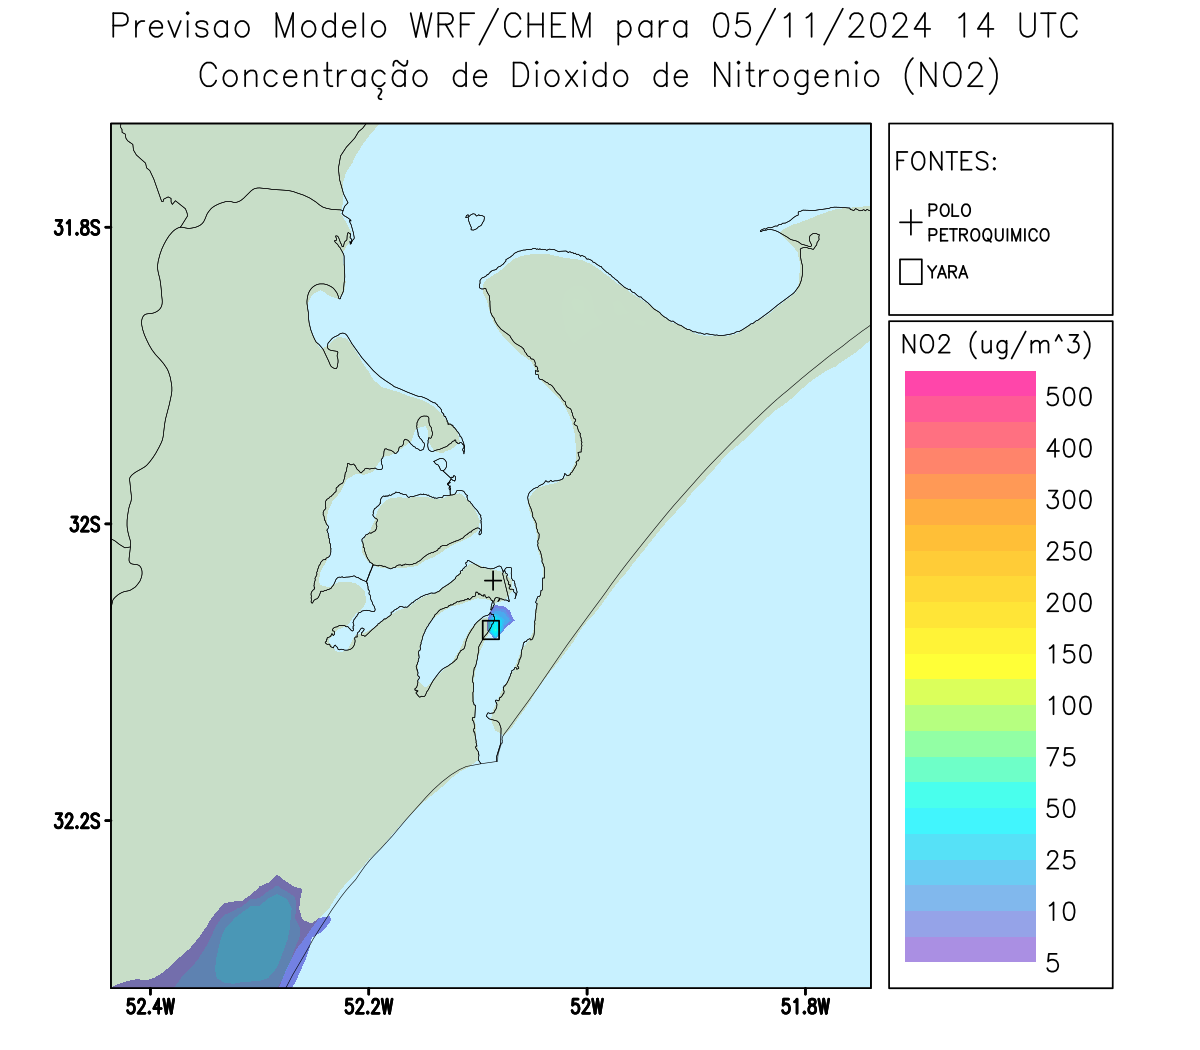 Previsao Modelo WRF/CHEM para 05/11/2024 14 UTC
Concentração de Dioxido de Nitrogenio (NO2)
FONTES:
POLO
PETROQUIMICO
YARA
NO2 (ug/m^3)
500
400
300
250
200
150
100
75
50
25
10
5
31.8S
32S
32.2S
52.4W
52.2W
52W
51.8W